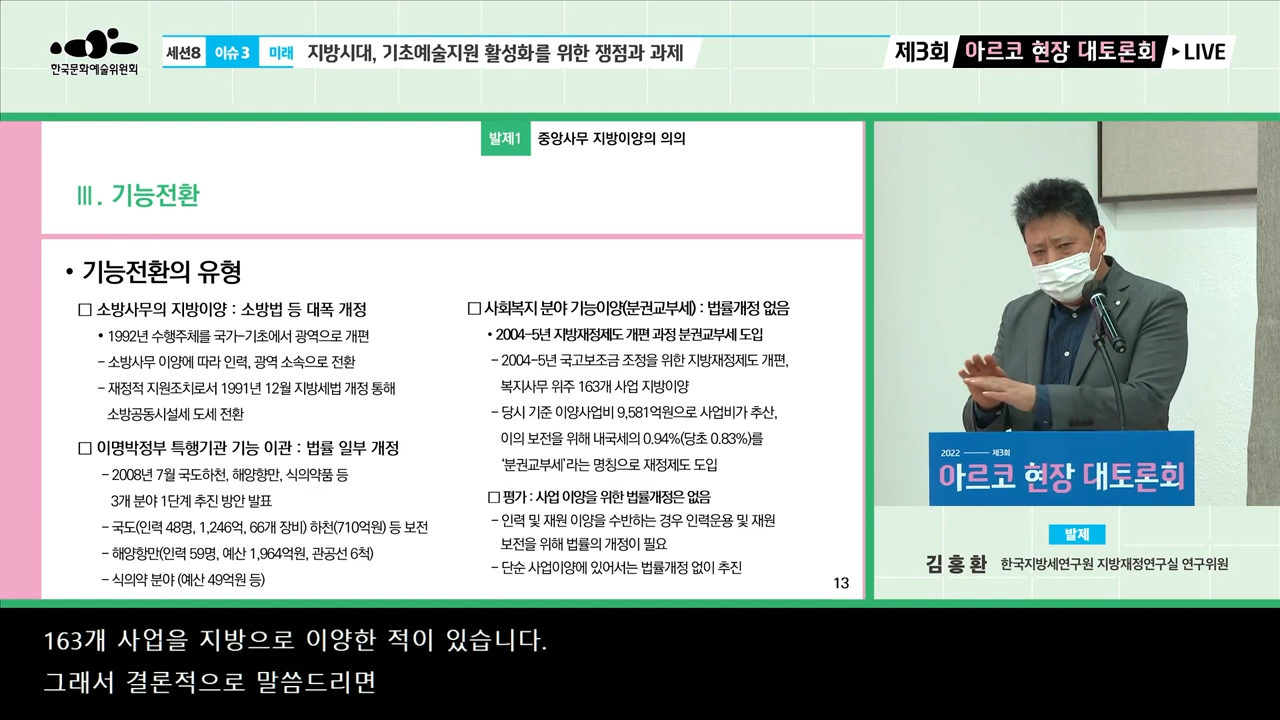 한국문화예술위원회
세션8 이슈 3 미래 지방시대, 기초예술지원 활성화를 위한 쟁점과 과제
제3회 아르코 현장 대토론회 LIVE
발제1 중앙사무 지방이양의 의의
Ⅲ. 기능전환
• 기능전환의 유형
□ 소방사무의 지방이양 : 소방법 등 대폭 개정
• 1992년 수행주체를 국가-기초에서 광역으로 개편
- 소방사무 이양에 따라 인력, 광역 소속으로 전환
- 재정적 지원조치로서 1991년 12월 지방세법 개정 통해
소방공동시설세 도세 전환
□ 이명박정부 특행기관 기능 이관 : 법률 일부 개정
- 2008년 7월 국도하천, 해양항만, 식의약품 등
3개 분야 1단계 추진 방안 발표
- 국도(인력 48명, 1,246억, 66개 장비) 하천(710억원) 등 보전
- 해양항만(인력 59명, 예산 1,964억원, 관공선 6척)
- 식의약 분야 (예산 49억원 등)
□ 사회복지 분야 기능이양(분권교부세) : 법률개정 없음
• 2004-5년 지방재정제도 개편 과정 분권교부세 도입
- 2004-5년 국고보조금 조정을 위한 지방재정제도 개편,
복지사무 위주 163개 사업 지방이양
- 당시 기준 이양사업비 9,581억원으로 사업비가 추산,
이의 보전을 위해 내국세의 0.94%(당초 0.83%)를
‘분권교부세’라는 명칭으로 재정제도 도입
□ 평가 : 사업 이양을 위한 법률개정은 없음
- 인력 및 재원 이양을 수반하는 경우 인력운용 및 재원
보전을 위해 법률의 개정이 필요
- 단순 사업이양에 있어서는 법률개정 없이 추진
13
2022 제3회
아르코 현장 대토론회
발제
김홍환 한국지방세연구원 지방재정연구실 연구위원
163개 사업을 지방으로 이양한 적이 있습니다.
그래서 결론적으로 말씀드리면